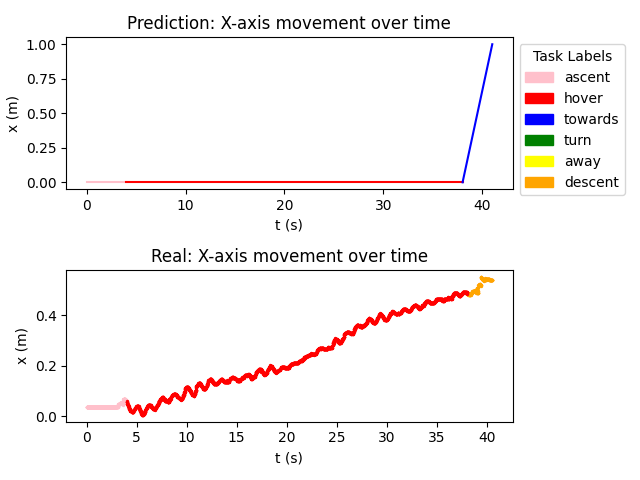 Prediction: X-axis movement over time
1.00
0.75
0.50
0.25
0.00
x (m)
0 10 20 30 40
t (s)
Task Labels
ascent
hover
towards
turn
away
descent
Real: X-axis movement over time
0.4
0.2
0.0
x (m)
0 5 10 15 20 25 30 35 40
t (s)